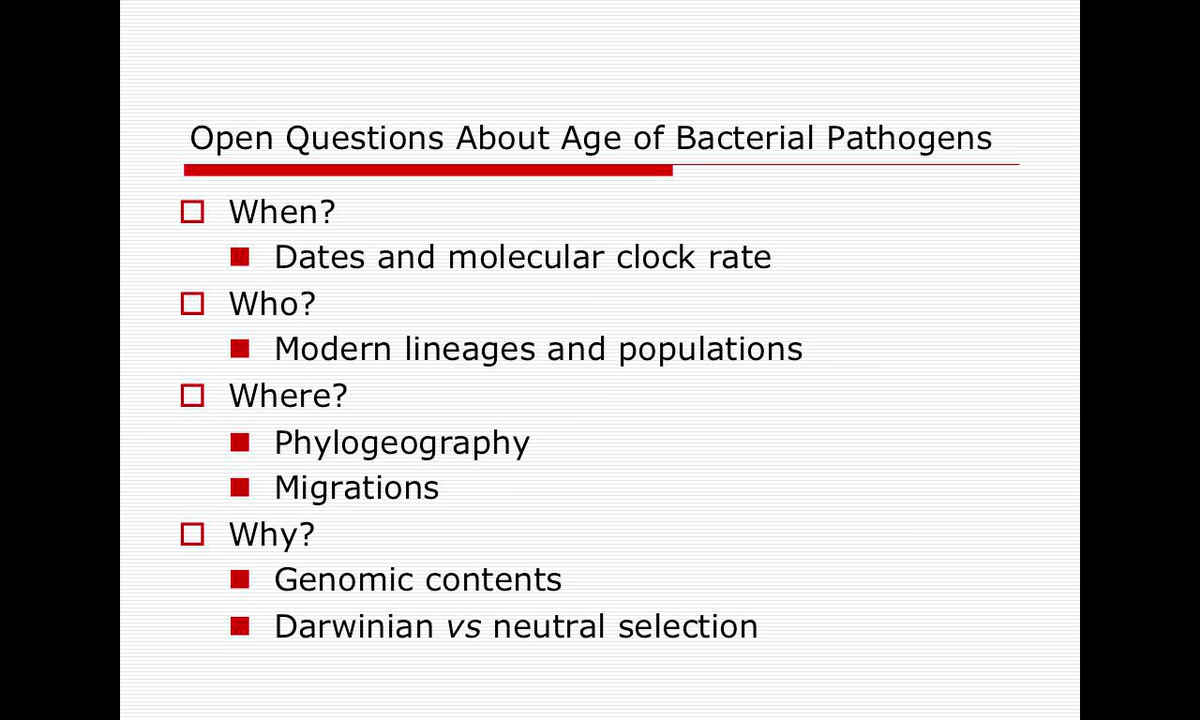 Open Questions About Age of Bacterial Pathogens
When?
Dates and molecular clock rate
Who?
Modern lineages and populations
Where?
Phylogeography
Migrations
Why?
Genomic contents
Darwinian vs neutral selection